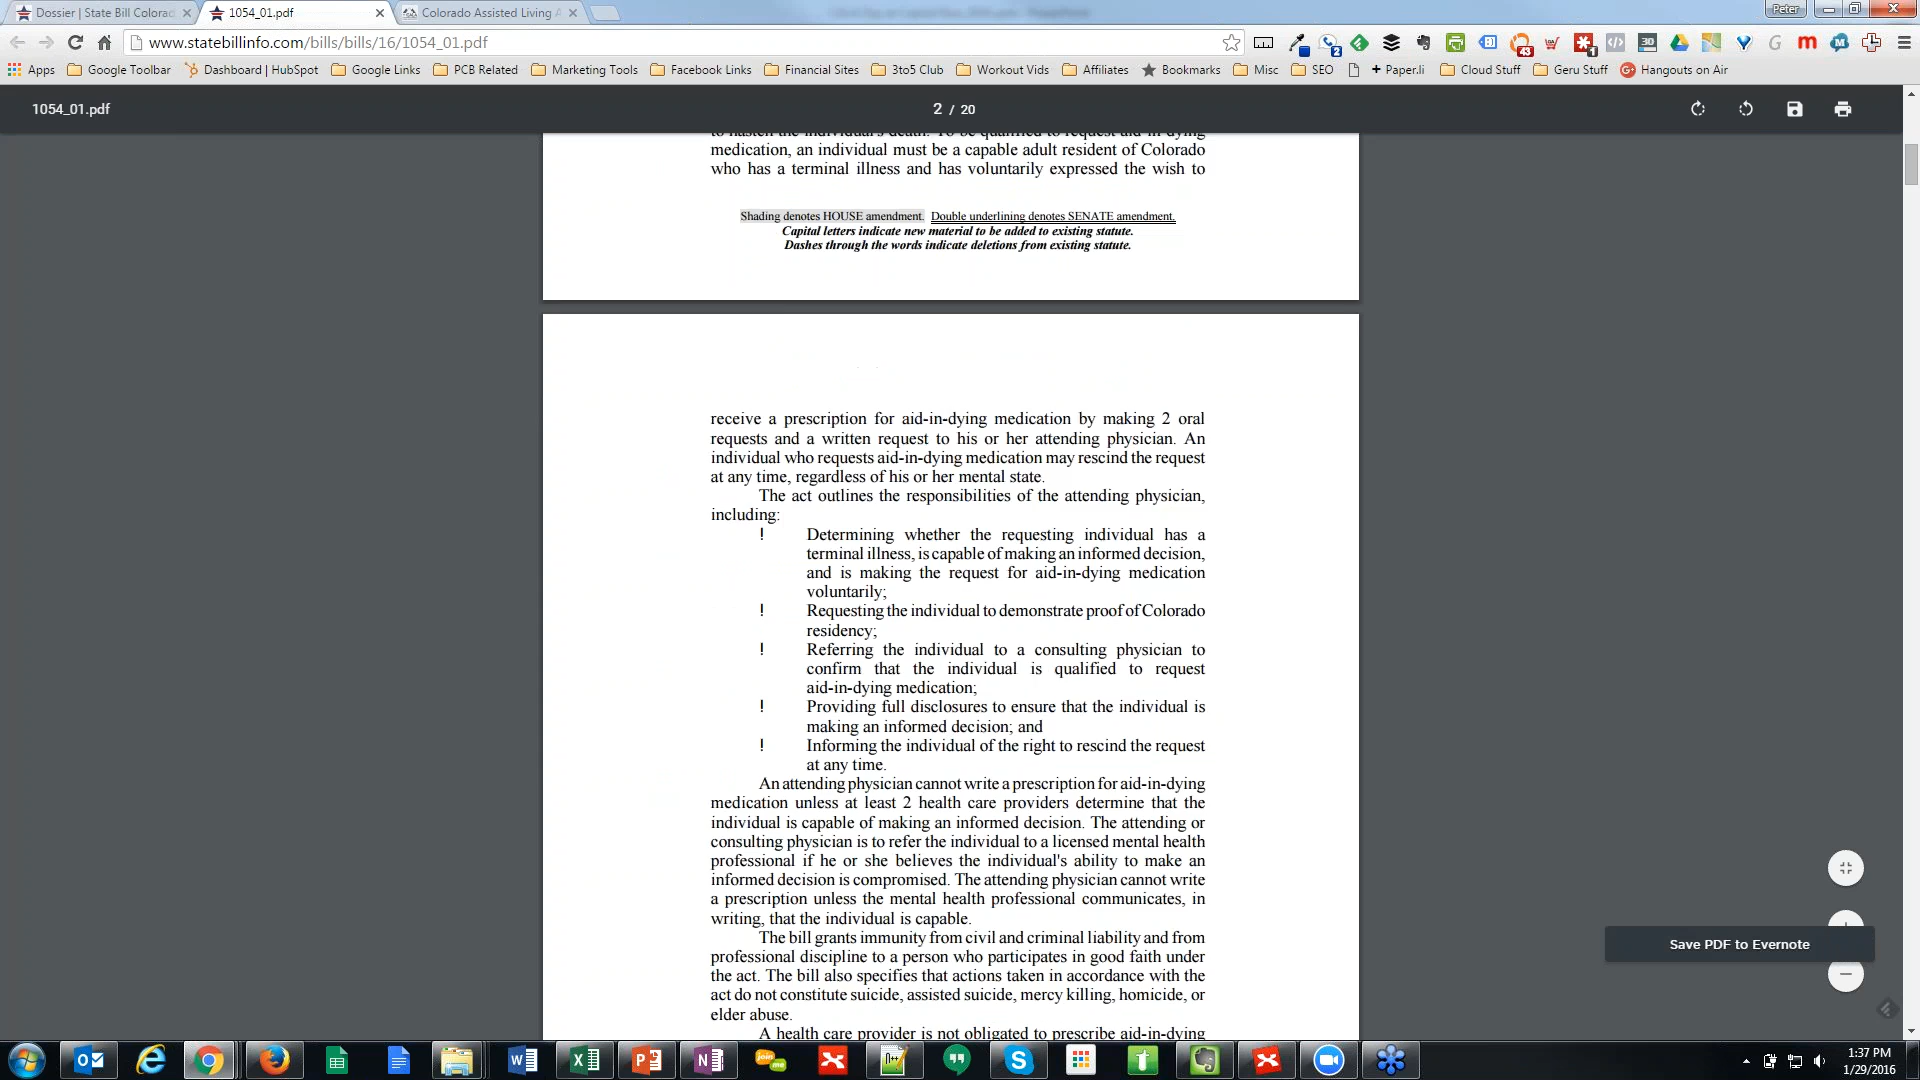 Dossier | State Bill Colorad
1054_01.pdf
Colorado Assisted Living A
Peter
www.statebillinfo.com/bills/bills/16/1054_01.pdf
Apps
Google Toolbar
Dashboard | HubSpot
Google Links
PCB Related
Marketing Tools
Facebook Links
Financial Sites
3to5 Club
Workout Vids
Affiliates
Bookmarks
Misc
SEO
+ Paper.li
Cloud Stuff
Geru Stuff
Hangouts on Air
1054_01.pdf
2 / 20
to hasten the individual's death. To be qualified to request aid-in-dying
medication, an individual must be a capable adult resident of Colorado
who has a terminal illness and has voluntarily expressed the wish to
Shading denotes HOUSE amendment. Double underlining denotes SENATE amendment.
Capital letters indicate new material to be added to existing statute.
Dashes through the words indicate deletions from existing statute.
receive a prescription for aid-in-dying medication by making 2 oral
requests and a written request to his or her attending physician. An
individual who requests aid-in-dying medication may rescind the request
at any time, regardless of his or her mental state.
The act outlines the responsibilities of the attending physician,
including:
! Determining whether the requesting individual has a
terminal illness, is capable of making an informed decision,
and is making the request for aid-in-dying medication
voluntarily;
! Requesting the individual to demonstrate proof of Colorado
residency;
! Referring the individual to a consulting physician to
confirm that the individual is qualified to request
aid-in-dying medication;
! Providing full disclosures to ensure that the individual is
making an informed decision; and
! Informing the individual of the right to rescind the request
at any time.
An attending physician cannot write a prescription for aid-in-dying
medication unless at least 2 health care providers determine that the
individual is capable of making an informed decision. The attending or
consulting physician is to refer the individual to a licensed mental health
professional if he or she believes the individual's ability to make an
informed decision is compromised. The attending physician cannot write
a prescription unless the mental health professional communicates, in
writing, that the individual is capable.
The bill grants immunity from civil and criminal liability and from
professional discipline to a person who participates in good faith under
the act. The bill also specifies that actions taken in accordance with the
act do not constitute suicide, assisted suicide, mercy killing, homicide, or
elder abuse.
A health care provider is not obligated to prescribe aid-in-dying
Save PDF to Evernote
1:37 PM
1/29/2016